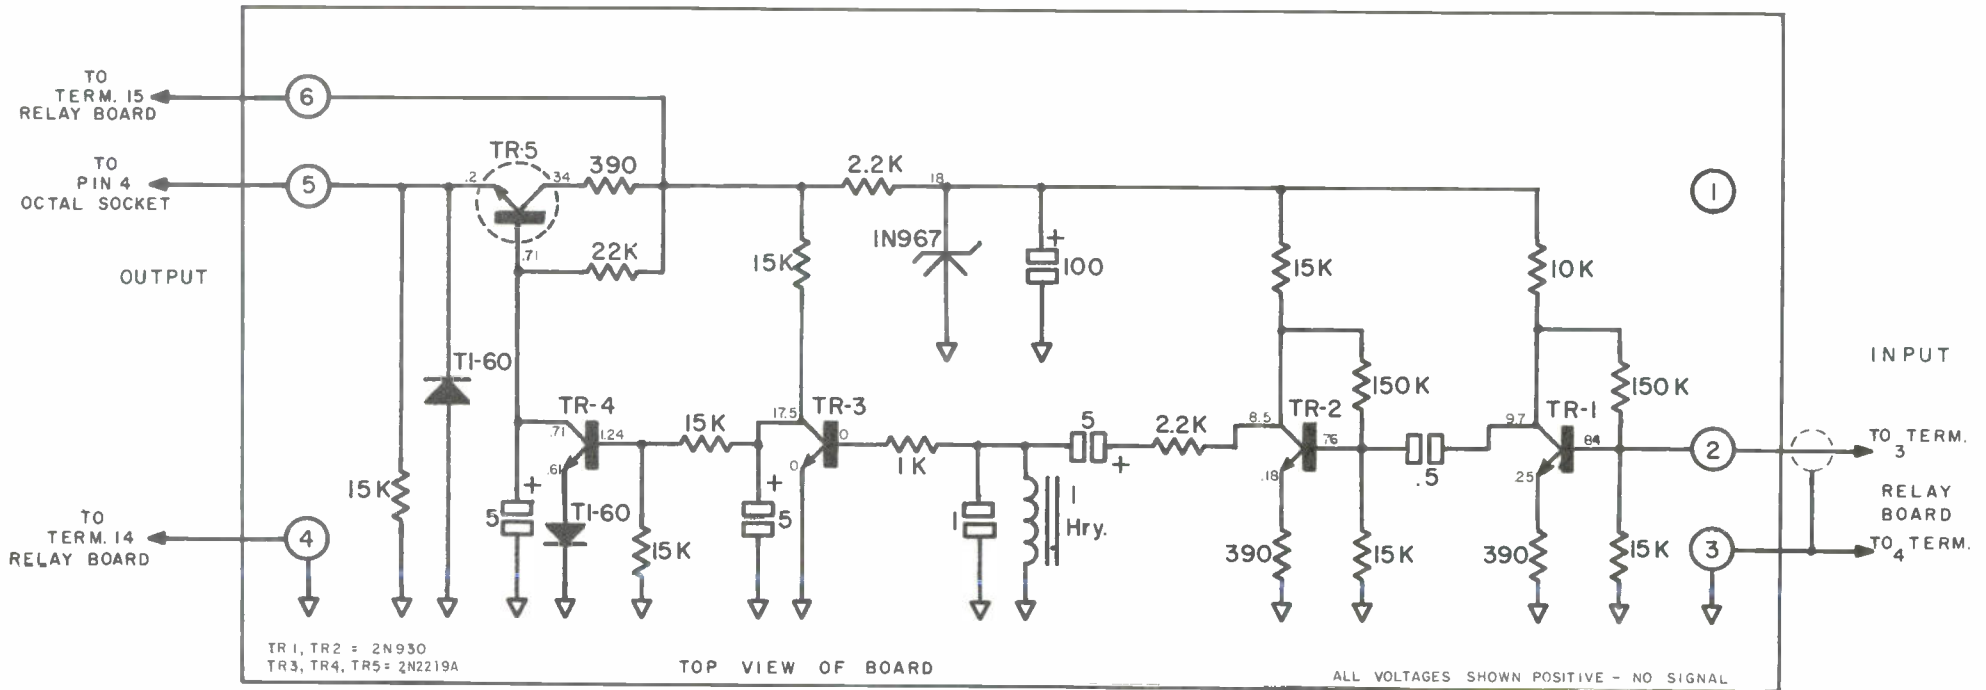 TO
TERM. 15
RELAY BOARD
6
TO
PIN 4
OCTAL SOCKET
5
TR-5
.2
34
390
.71
22K
OUTPUT
2.2K
18
1N967
+
100
15K
15K
10K
1
150K
150K
INPUT
TI-60
TR-4
.71
1.24
.61
15K
17.5
TR-3
0
0
1K
5
+
2.2K
8.5
TR-2
.76
.18
.5
9.7
TR-1
.84
.25
2
TO TERM.
3
RELAY
BOARD
15K
+
5
TI-60
15K
+
5
1
1
Hry.
390
15K
390
15K
3
TO TERM.
4
TO
TERM. 14
RELAY BOARD
4
TR1, TR2 = 2N930
TR3, TR4, TR5= 2N2219A
TOP VIEW OF BOARD
ALL VOLTAGES SHOWN POSITIVE - NO SIGNAL